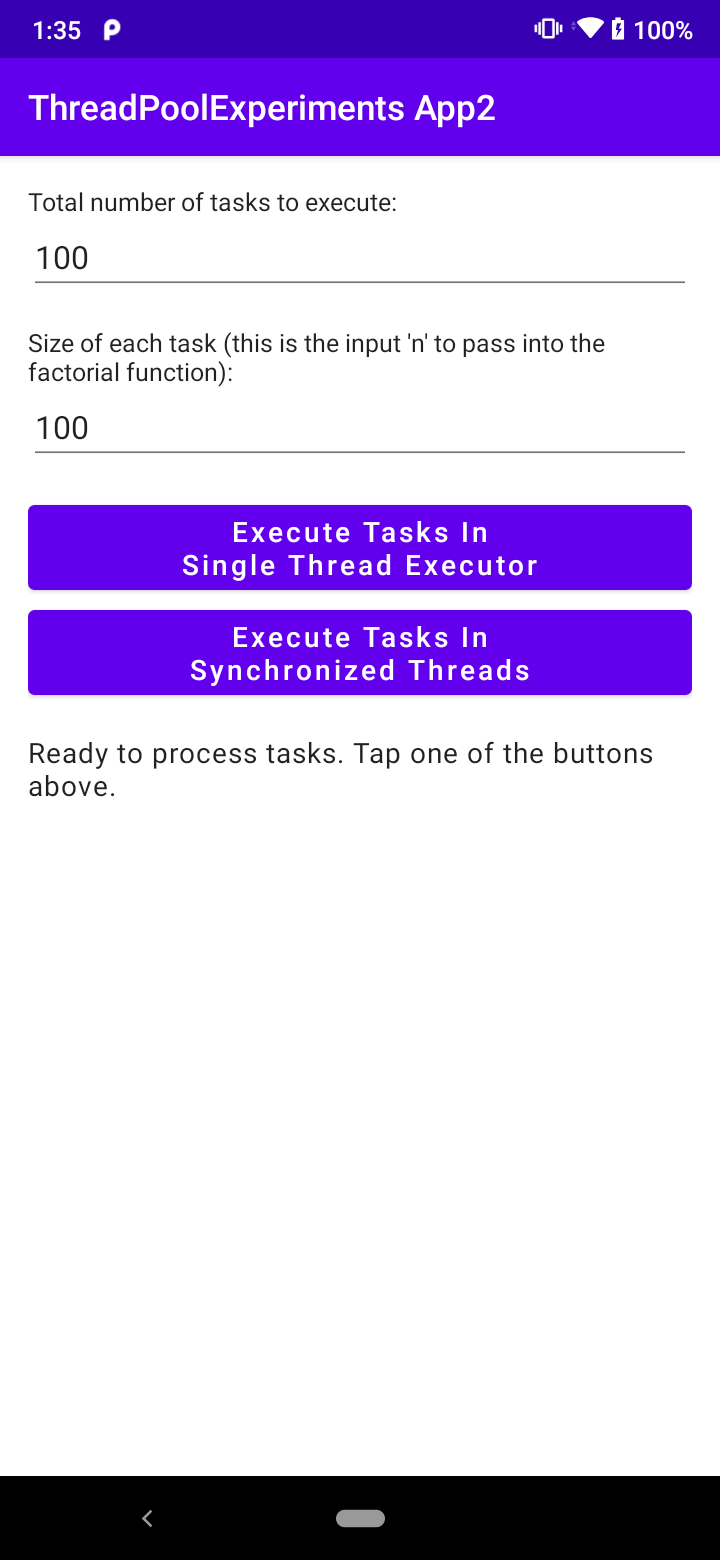 1:35
100%
ThreadPoolExperiments App2
Total number of tasks to execute:
100
Size of each task (this is the input 'n' to pass into the
factorial function):
100
Execute Tasks In
Single Thread Executor
Execute Tasks In
Synchronized Threads
Ready to process tasks. Tap one of the buttons
above.